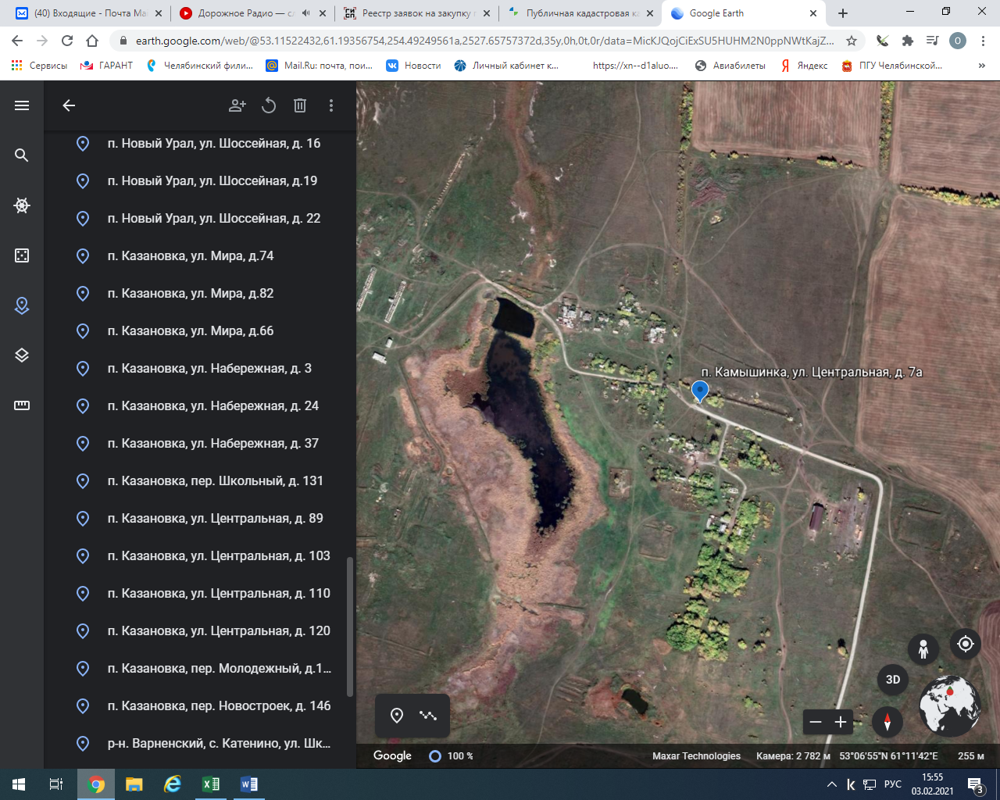 (40) Входящие - Почта Ma
Дорожное Радио — сл
Реестр заявок на закупку г
Публичная кадастровая ка
Google Earth
earth.google.com/web/@53.11522432,61.19356754,254.49249561a,2527.65757372d,35y,0h,0t,0r/data=MicKJQojCiExSU5HUHM2N0ppNWtKajZ...
О
Сервисы
ГАРАНТ
Челябинский фили...
Mail.Ru: почта, пои...
Новости
Личный кабинет к...
https://xn--d1aluo....
Авиабилеты
Яндекс
ПГУ Челябинской...
»
п. Новый Урал, ул. Шоссейная, д. 16
п. Новый Урал, ул. Шоссейная, д.19
п. Новый Урал, ул. Шоссейная, д. 22
п. Казановка, ул. Мира, д.74
п. Казановка, ул. Мира, д.82
п. Казановка, ул. Мира, д.66
п. Казановка, ул. Набережная, д. 3
п. Казановка, ул. Набережная, д. 24
п. Казановка, ул. Набережная, д. 37
п. Казановка, пер. Школьный, д. 131
п. Казановка, ул. Центральная, д. 89
п. Казановка, ул. Центральная, д. 103
п. Казановка, ул. Центральная, д. 110
п. Казановка, ул. Центральная, д. 120
п. Казановка, пер. Молодежный, д.1...
п. Казановка, пер. Новостроек, д. 146
р-н. Варненский, с. Катенино, ул. Шк...
п. Камышинка, ул. Центральная, д. 7а
3D
Google
100 %
Maxar Technologies
Камера: 2 782 м
53°06'55"N 61°11'42"E
255 м
РУС
15:55
03.02.2021
3